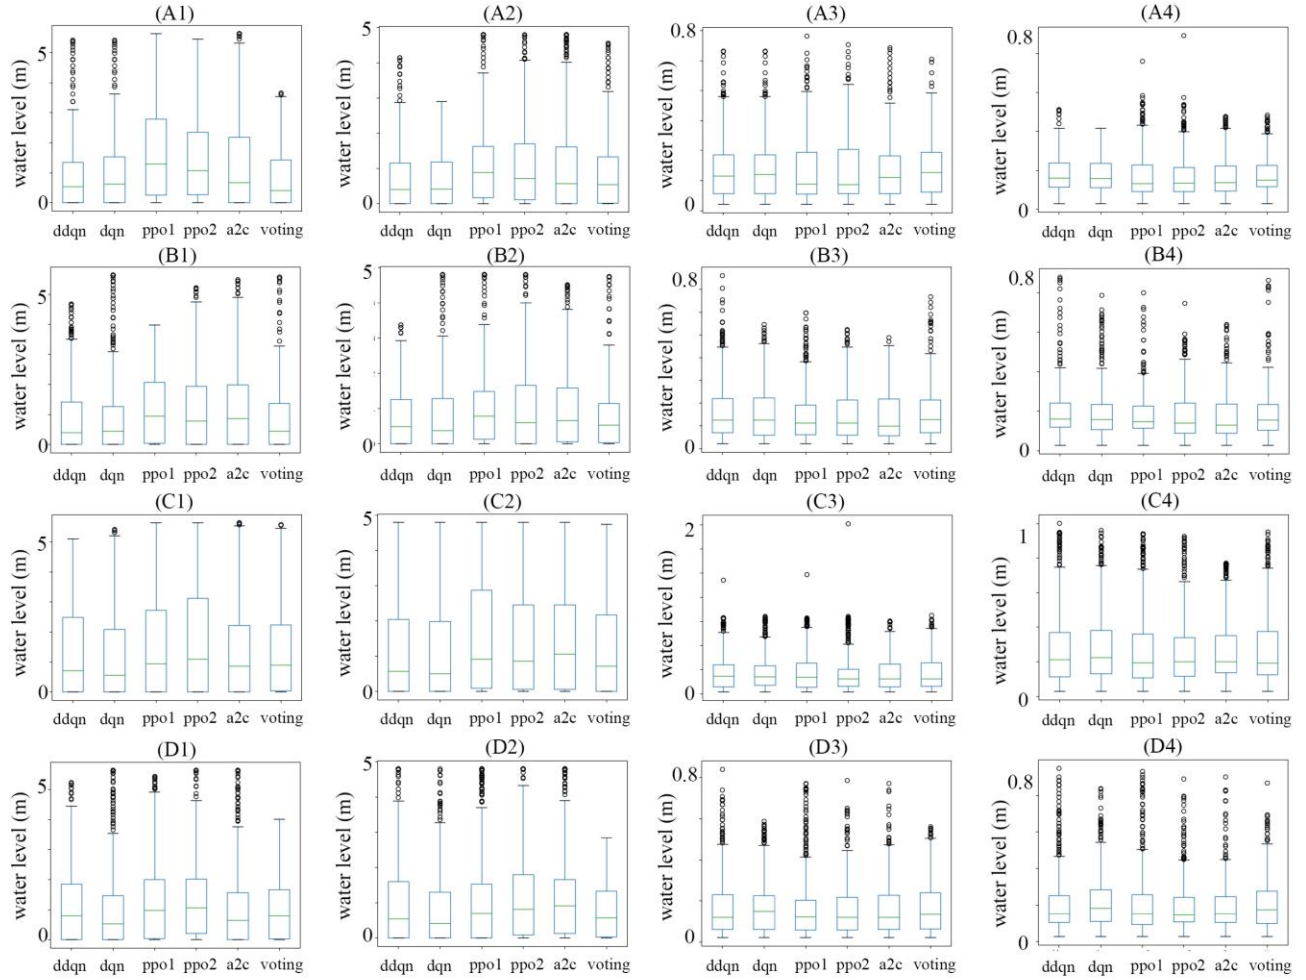 (A1) (A2) (A3) (A4)
water level (m) 5 0 water level (m) 5 0 water level (m) 0.8 0 water level (m) 0.8 0
ddqn dqn ppo1 ppo2 a2c voting ddqn dqn ppo1 ppo2 a2c voting ddqn dqn ppo1 ppo2 a2c voting ddqn dqn ppo1 ppo2 a2c voting
(B1) (B2) (B3) (B4)
water level (m) 5 0 water level (m) 5 0 water level (m) 0.8 0 water level (m) 0.8 0
ddqn dqn ppo1 ppo2 a2c voting ddqn dqn ppo1 ppo2 a2c voting ddqn dqn ppo1 ppo2 a2c voting ddqn dqn ppo1 ppo2 a2c voting
(C1) (C2) (C3) (C4)
water level (m) 5 0 water level (m) 5 0 water level (m) 2 0 water level (m) 1 0
ddqn dqn ppo1 ppo2 a2c voting ddqn dqn ppo1 ppo2 a2c voting ddqn dqn ppo1 ppo2 a2c voting ddqn dqn ppo1 ppo2 a2c voting
(D1) (D2) (D3) (D4)
water level (m) 5 0 water level (m) 5 0 water level (m) 0.8 0 water level (m) 0.8 0
ddqn dqn ppo1 ppo2 a2c voting ddqn dqn ppo1 ppo2 a2c voting ddqn dqn ppo1 ppo2 a2c voting ddqn dqn ppo1 ppo2 a2c voting